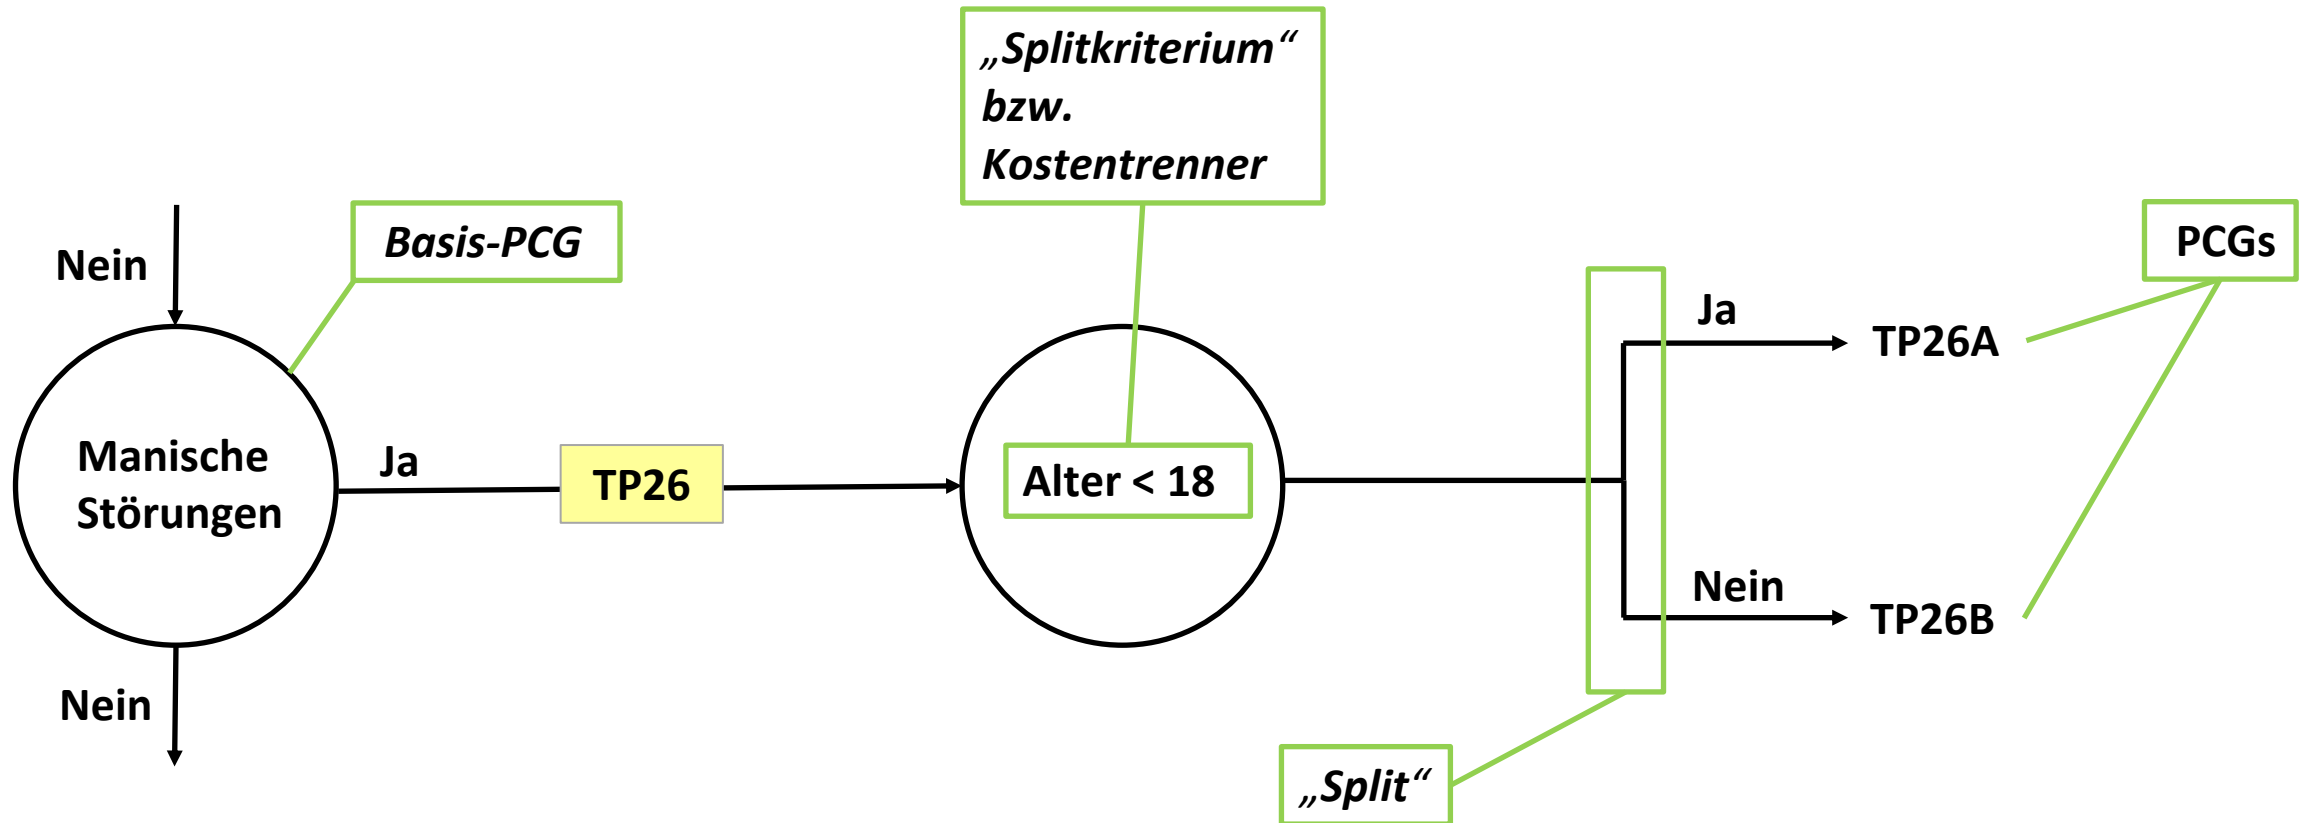 „Splitkriterium“
bzw.
Kostentrenner
Nein
Basis-PCG
PCGs
Ja
TP26A
Manische
Störungen
Ja
TP26
Alter < 18
Nein
TP26B
Nein
„Split“